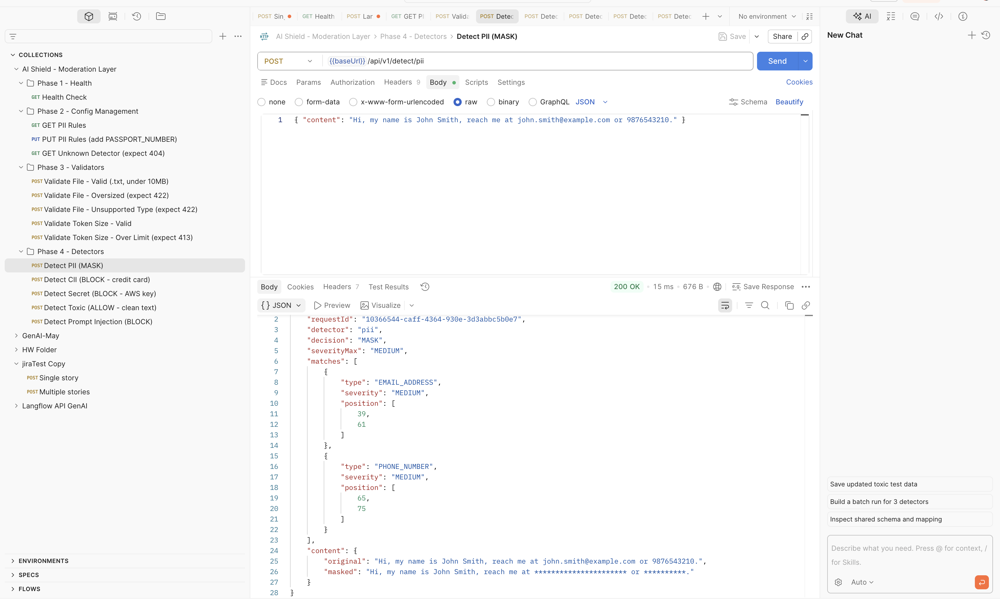 POST Sin
GET Health
POST Lar
GET GET P
POST Valida
POST Detec
POST Detec
POST Detec
POST Detec
POST Detec
No environment
AI
COLLECTIONS
AI Shield - Moderation Layer
Phase 1 - Health
GET Health Check
Phase 2 - Config Management
GET GET PII Rules
PUT PUT PII Rules (add PASSPORT_NUMBER)
GET GET Unknown Detector (expect 404)
Phase 3 - Validators
POST Validate File - Valid (.txt, under 10MB)
POST Validate File - Oversized (expect 422)
POST Validate File - Unsupported Type (expect 422)
POST Validate Token Size - Valid
POST Validate Token Size - Over Limit (expect 413)
Phase 4 - Detectors
POST Detect PII (MASK)
POST Detect CII (BLOCK - credit card)
POST Detect Secret (BLOCK - AWS key)
POST Detect Toxic (ALLOW - clean text)
POST Detect Prompt Injection (BLOCK)
GenAI-May
HW Folder
jiraTest Copy
POST Single story
POST Multiple stories
Langflow API GenAI
ENVIRONMENTS
SPECS
FLOWS
HTTP AI Shield - Moderation Layer > Phase 4 - Detectors > Detect PII (MASK)
Save
Share
POST {{baseUrl}}/api/v1/detect/pii
Send
Docs Params Authorization Headers 9 Body Scripts Settings
Cookies
none form-data x-www-form-urlencoded raw binary GraphQL JSON
Schema Beautify
1 { "content": "Hi, my name is John Smith, reach me at john.smith@example.com or 9876543210." }
Body Cookies Headers 7 Test Results
200 OK • 15 ms • 676 B • e.g. Save Response
{} JSON Preview Visualize
2 "requestId": "10366544-caff-4364-930e-3d3abbc5b0e7",
3 "detector": "pii",
4 "decision": "MASK",
5 "severityMax": "MEDIUM",
6 "matches": [
7 {
8 "type": "EMAIL_ADDRESS",
9 "severity": "MEDIUM",
10 "position": [
11 39,
12 61
13 ]
14 },
15 {
16 "type": "PHONE_NUMBER",
17 "severity": "MEDIUM",
18 "position": [
19 65,
20 75
21 ]
22 }
23 ],
24 "content": {
25 "original": "Hi, my name is John Smith, reach me at john.smith@example.com or 9876543210.",
26 "masked": "Hi, my name is John Smith, reach me at ********************** or **********."
27 }
28 }
New Chat
Save updated toxic test data
Build a batch run for 3 detectors
Inspect shared schema and mapping
Describe what you need. Press @ for context, /
for Skills.
Auto